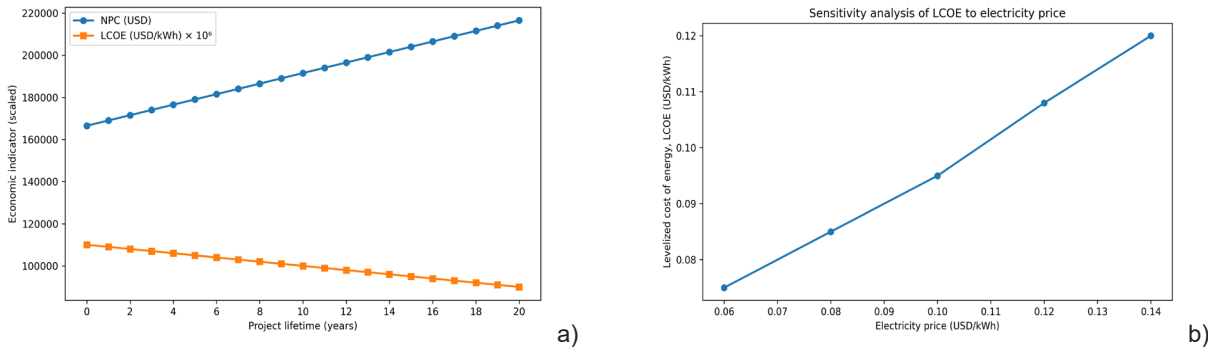 NPC (USD)
LCOE (USD/kWh) × 10⁶
Economic indicator (scaled)
220000
200000
180000
160000
140000
120000
100000
0 2 4 6 8 10 12 14 16 18 20
Project lifetime (years)
a)
Sensitivity analysis of LCOE to electricity price
Levelized cost of energy, LCOE (USD/kWh)
0.12
0.11
0.10
0.09
0.08
0.06 0.07 0.08 0.09 0.10 0.11 0.12 0.13 0.14
Electricity price (USD/kWh)
b)